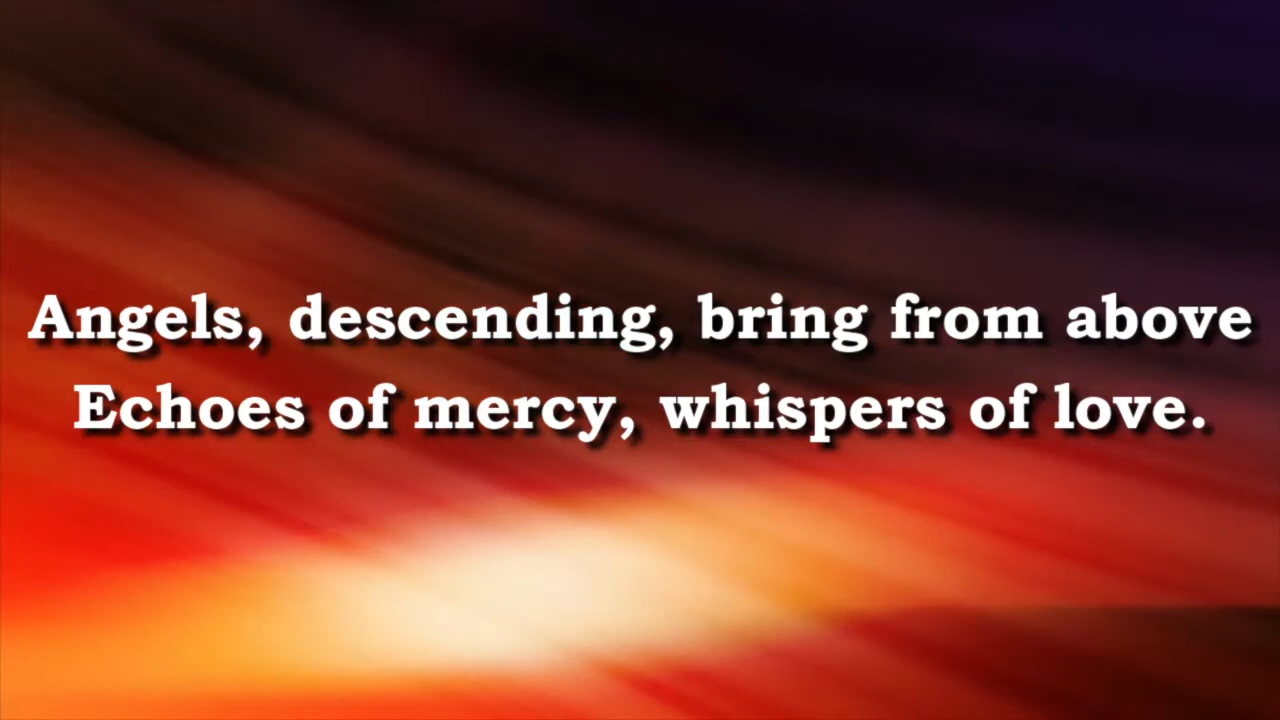 Angels, descending, bring from above
Echoes of mercy, whispers of love.